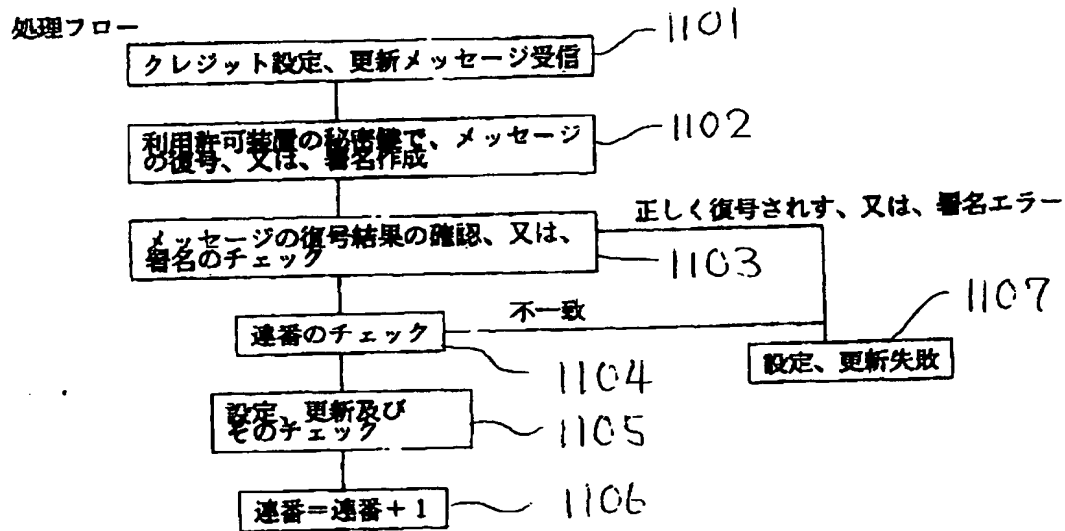 処理フロー
1101
クレジット設定、更新メッセージ受信
1102
利用許可装置の秘密鍵で、メッセージ
の復号、又は、署名作成
正しく復号されす、又は、署名エラー
メッセージの復号結果の確認、又は、
署名のチェック
1103
不一致
1107
連番のチェック
設定、更新失敗
1104
設定、更新及び
そのチェック
1105
連番＝連番＋1
1106